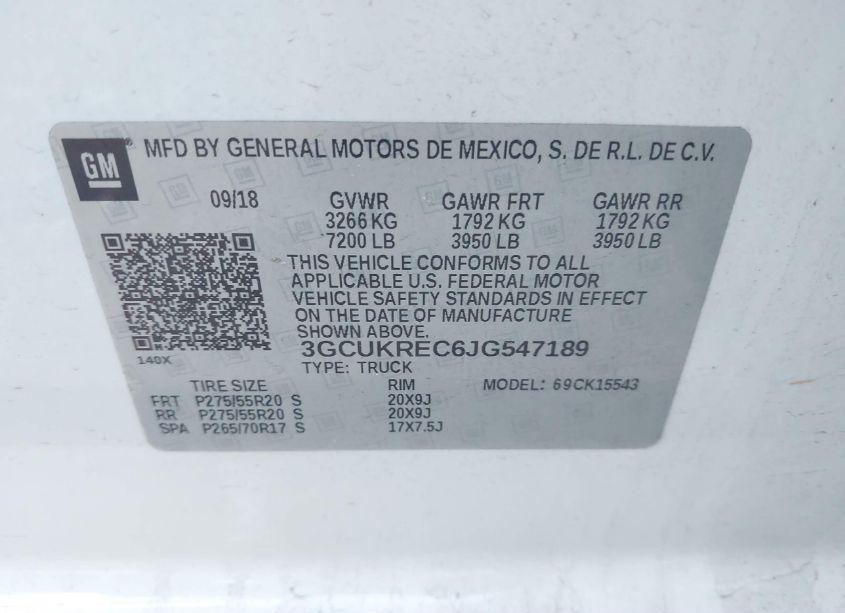 GM® MFD BY GENERAL MOTORS DE MEXICO, S. DE R.L. DE C.V.
09/18 GVWR GAWR FRT GAWR RR
3266 KG 1792 KG 1792 KG
7200 LB 3950 LB 3950 LB
THIS VEHICLE CONFORMS TO ALL
APPLICABLE U.S. FEDERAL MOTOR
VEHICLE SAFETY STANDARDS IN EFFECT
ON THE DATE OF MANUFACTURE
SHOWN ABOVE.
3GCUKREC6JG547189
140X
TYPE: TRUCK
TIRE SIZE RIM MODEL: 69CK15543
FRT P275/55R20 S 20X9J
RR P275/55R20 S 20X9J
SPA P265/70R17 S 17X7.5J